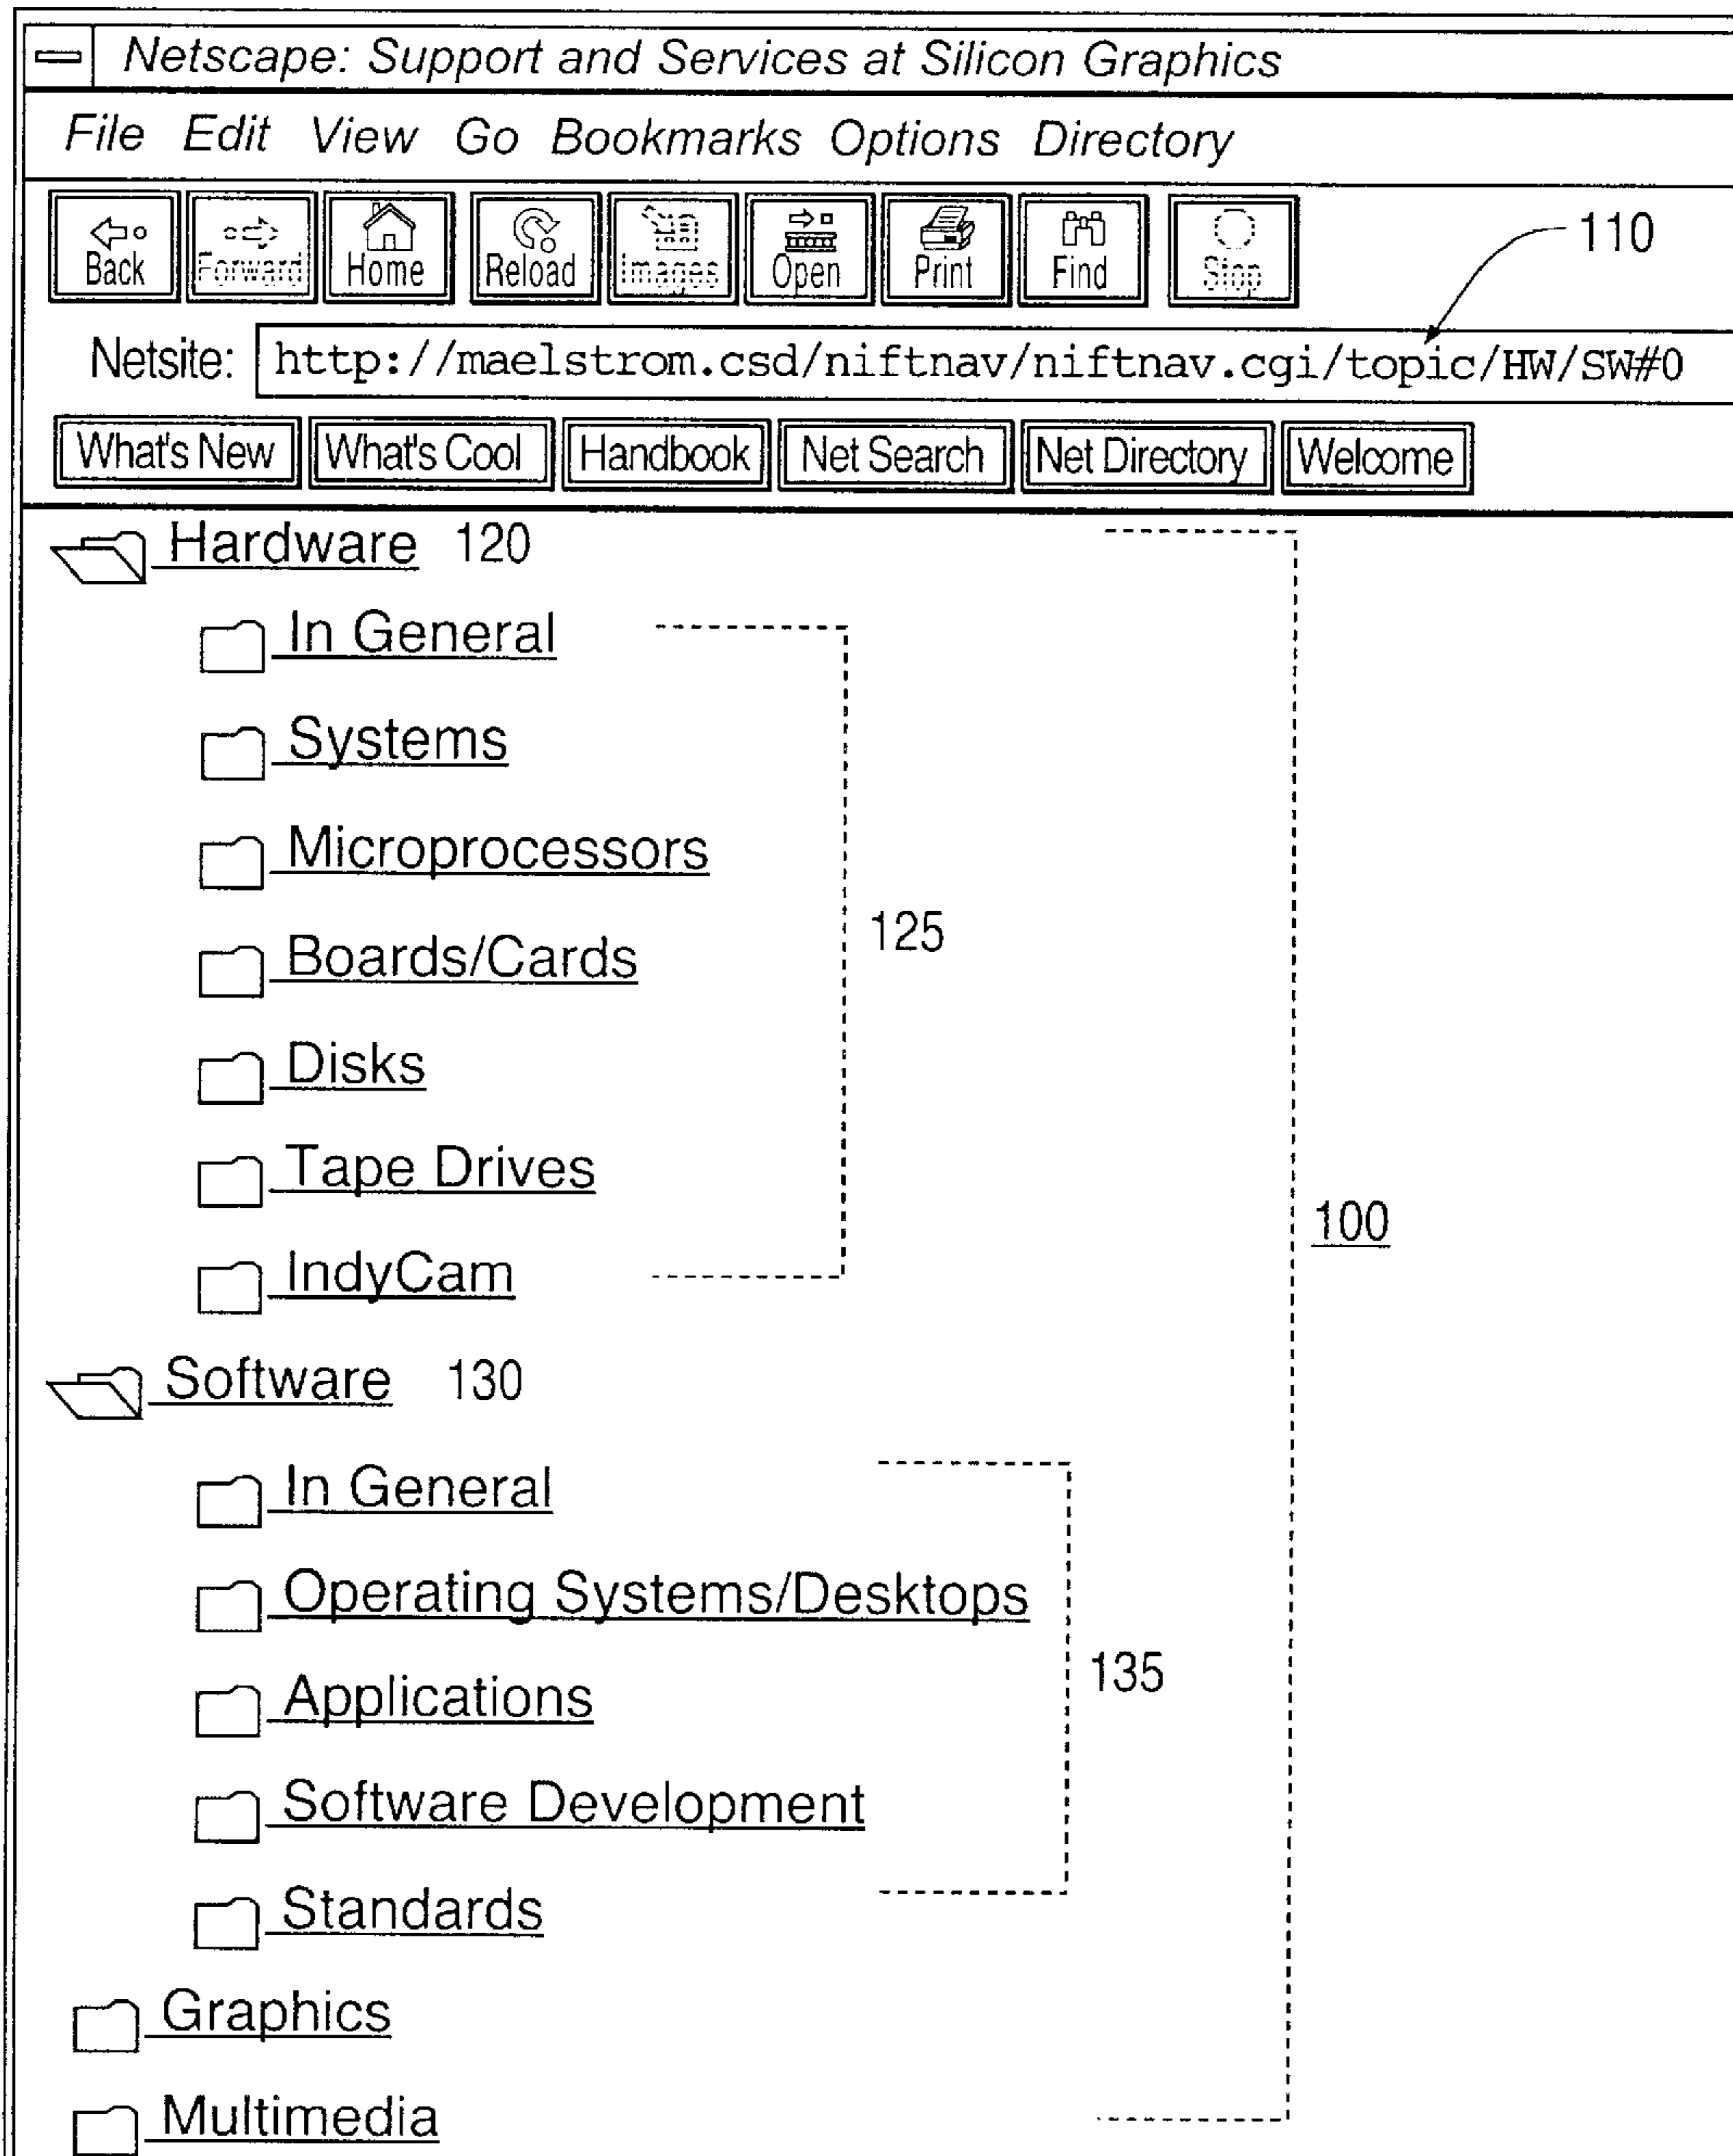 Netscape: Support and Services at Silicon Graphics
File Edit View Go Bookmarks Options Directory
Back Forward Home Reload Images Open Print Find Stop 110
Netsite: http://maelstrom.csd/niftnav/niftnav.cgi/topic/HW/SW#0
What's New What's Cool Handbook Net Search Net Directory Welcome
Hardware 120
In General
Systems
Microprocessors
Boards/Cards
125
Disks
Tape Drives
100
IndyCam
Software 130
In General
Operating Systems/Desktops
135
Applications
Software Development
Standards
Graphics
Multimedia